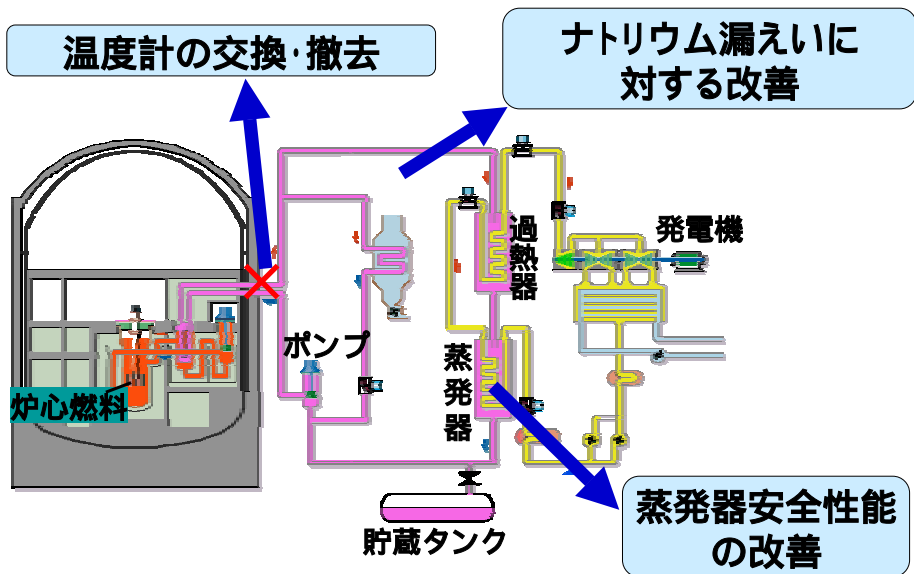 温度計の交換·撤去
ナトリウム漏えいに
対する改善
過熱器
発電機
ポンプ
蒸発器
炉心燃料
貯蔵タンク
蒸発器安全性能
の改善